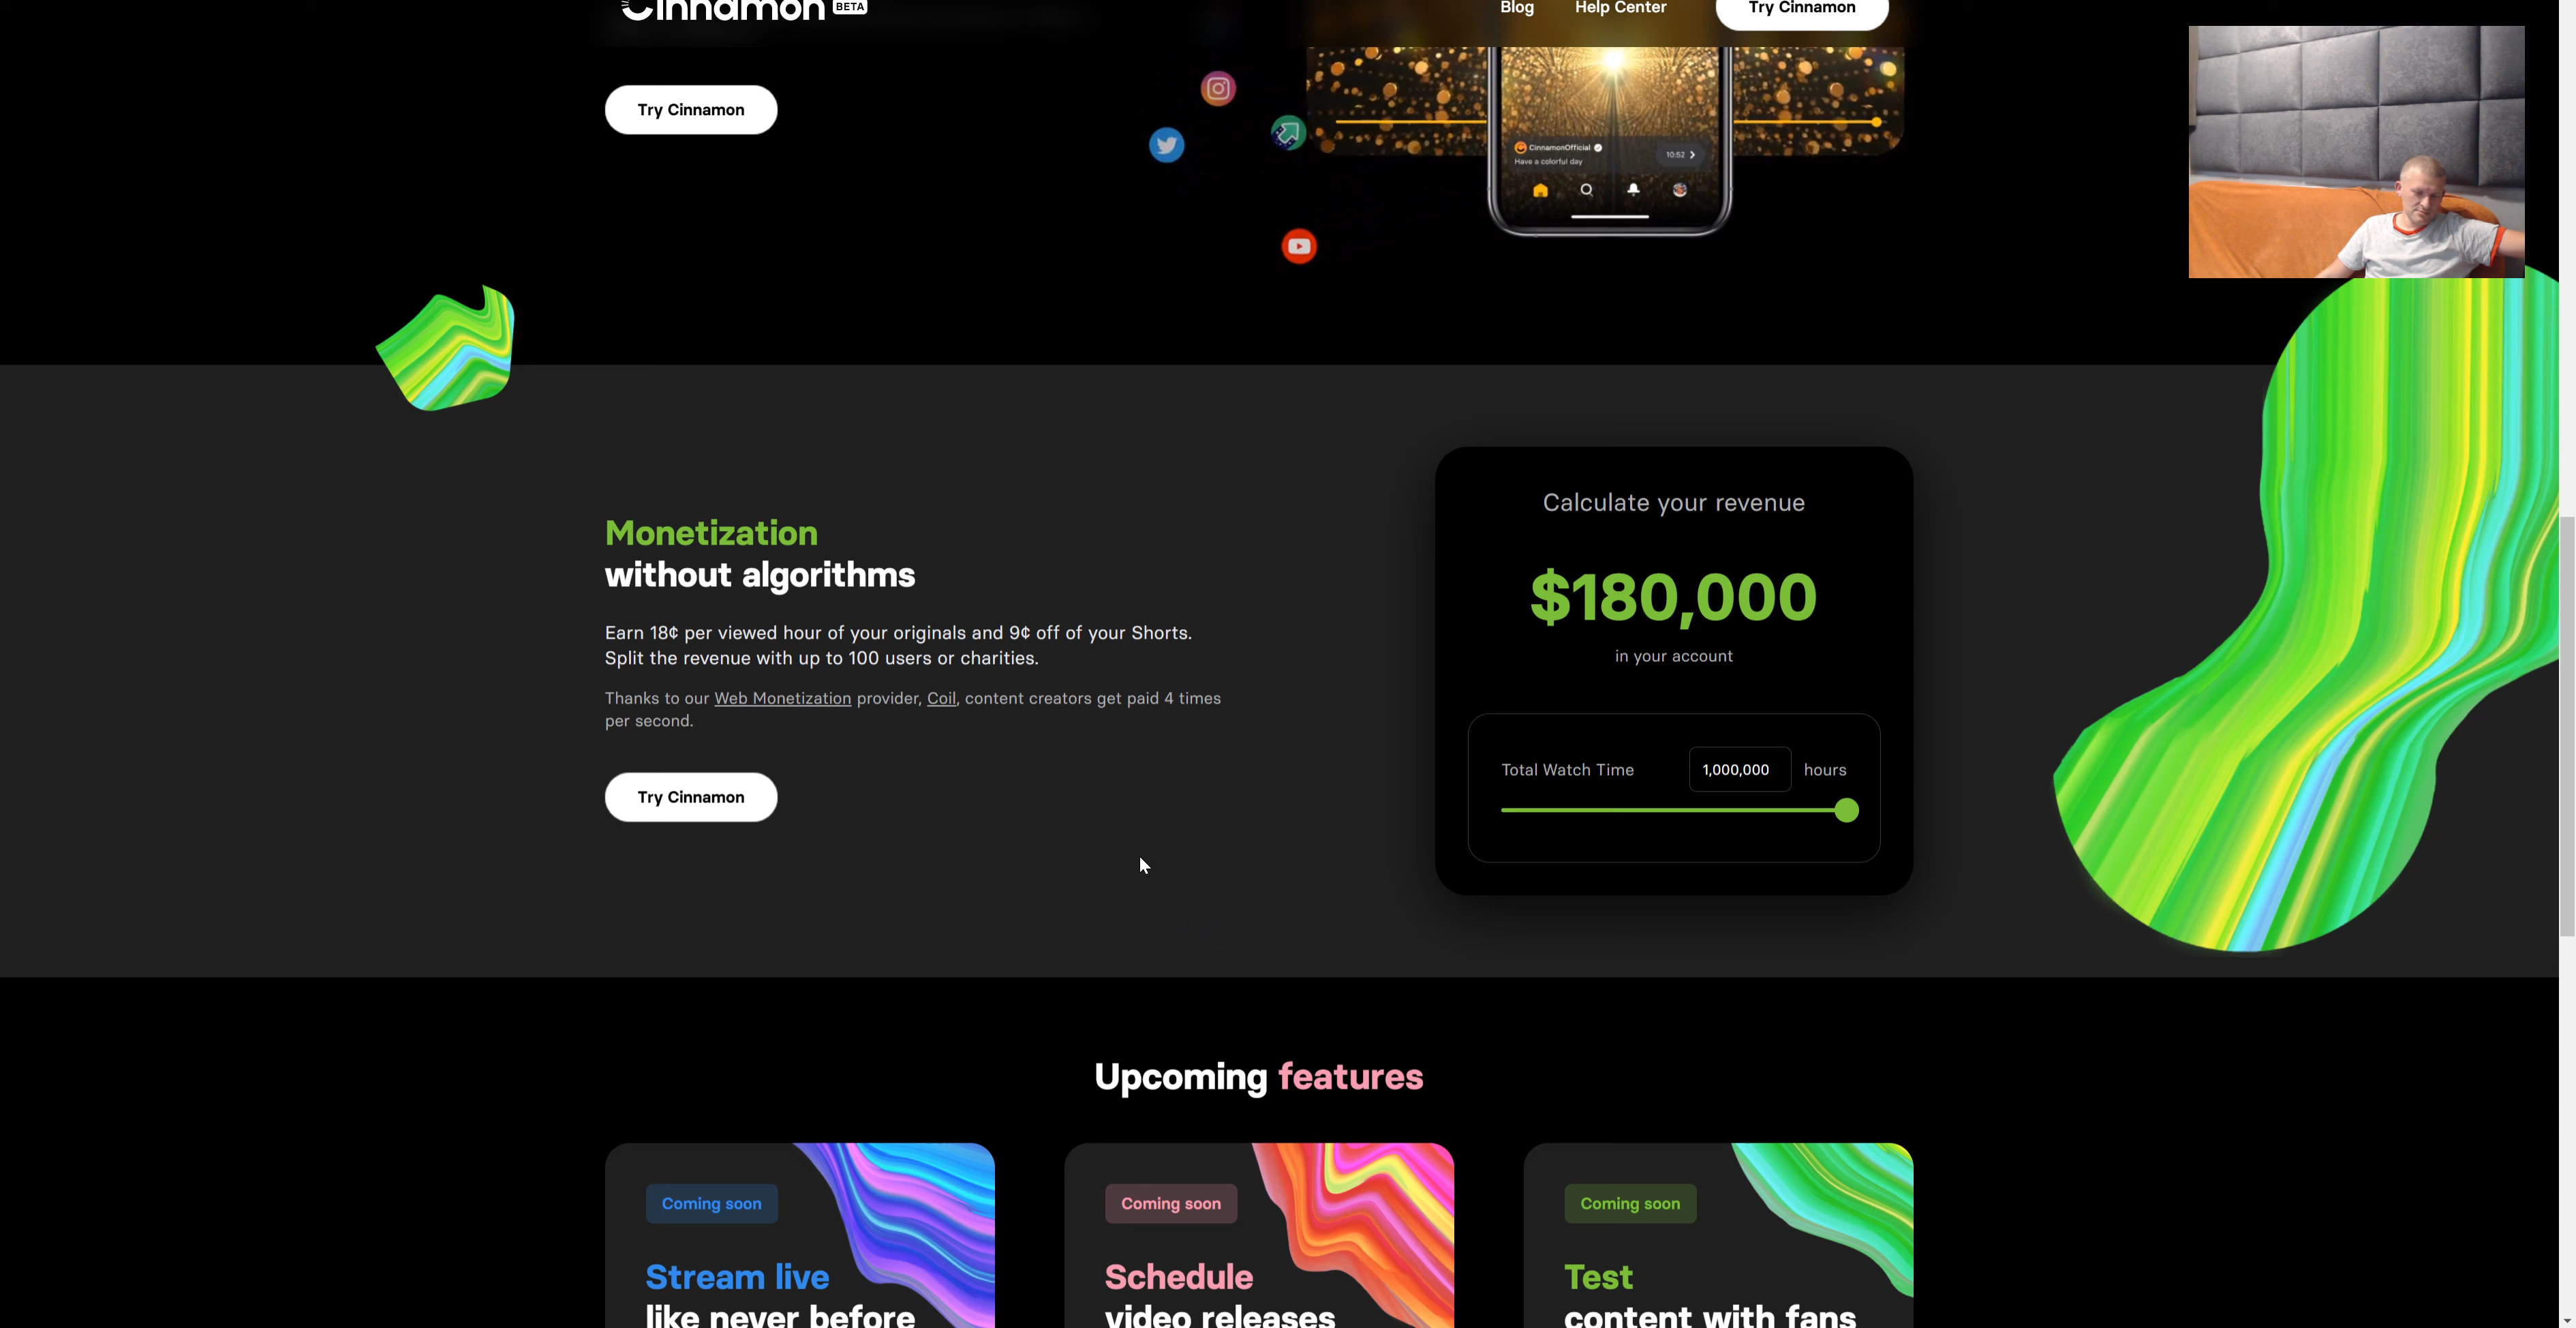 Cinnamon BETA
Blog Help Center Try Cinnamon
Try Cinnamon
CinnamonOfficial
Have a colorful day
10:52
Monetization
without algorithms
Earn 18¢ per viewed hour of your originals and 9¢ off of your Shorts.
Split the revenue with up to 100 users or charities.
Thanks to our Web Monetization provider, Coil, content creators get paid 4 times
per second.
Try Cinnamon
Calculate your revenue
$180,000
in your account
Total Watch Time 1,000,000 hours
Upcoming features
Coming soon
Stream live
like never before
Coming soon
Schedule
video releases
Coming soon
Test
content with fans